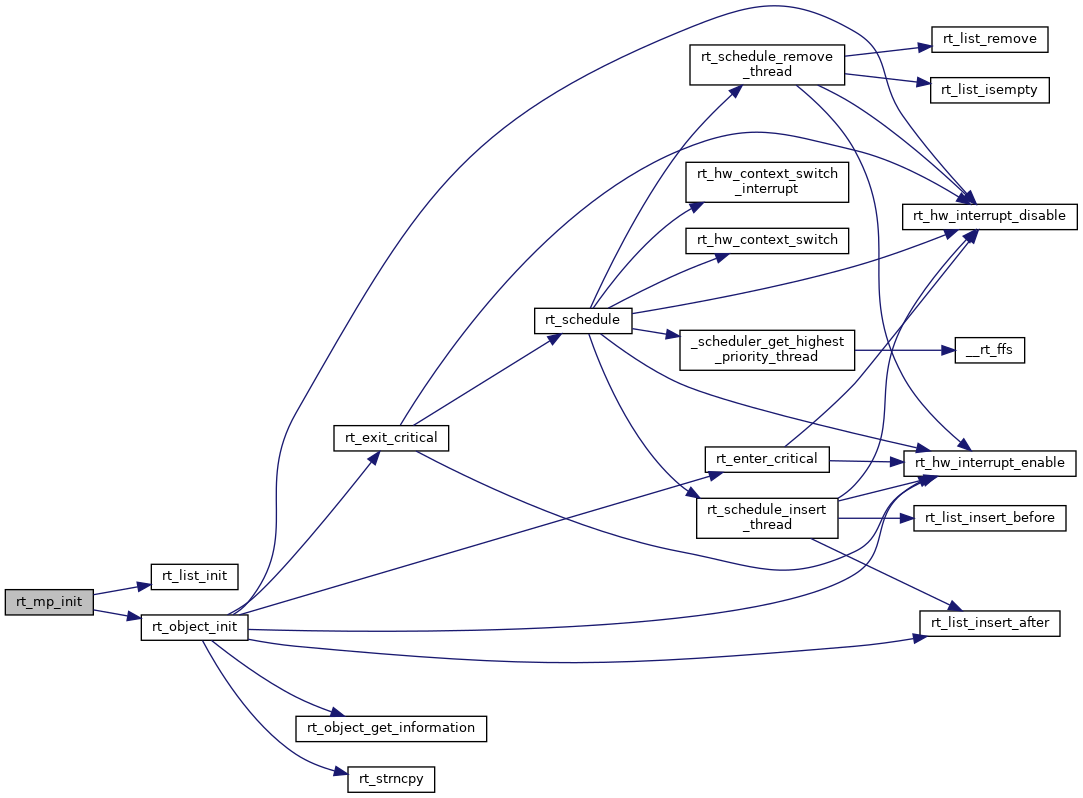 rt_list_remove
rt_schedule_remove
_thread
rt_list_isempty
rt_hw_context_switch
_interrupt
rt_hw_interrupt_disable
rt_hw_context_switch
rt_schedule
_scheduler_get_highest
_priority_thread
__rt_ffs
rt_exit_critical
rt_enter_critical
rt_hw_interrupt_enable
rt_schedule_insert
_thread
rt_list_insert_before
rt_list_init
rt_mp_init
rt_object_init
rt_list_insert_after
rt_object_get_information
rt_strncpy